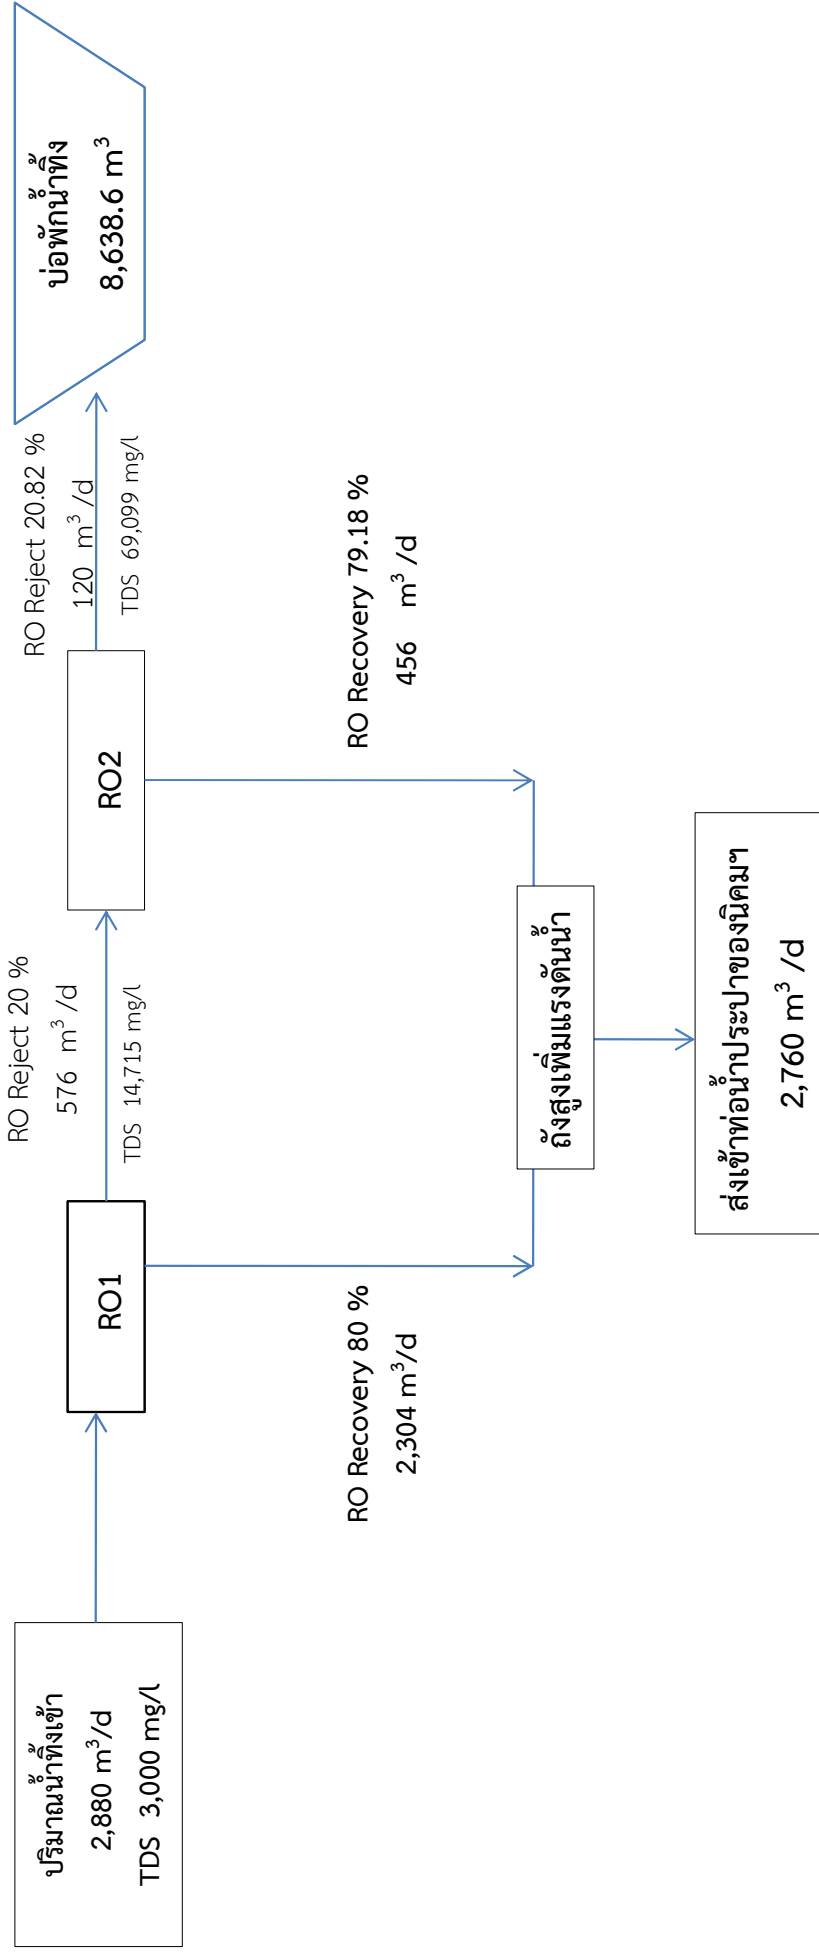 ปริมาณน้ำทิ้งเข้า
2,880 m³/d
TDS 3,000 mg/l
RO1
RO Reject 20 %
576 m³ /d
TDS 14,715 mg/l
RO2
RO Reject 20.82 %
120 m³ /d
TDS 69,099 mg/l
บ่อพักน้ำทิ้ง
8,638.6 m³
RO Recovery 80 %
2,304 m³/d
RO Recovery 79.18 %
456 m³ /d
ถังสูงเพิ่มแรงดันน้ำ
ส่งเข้าท่อน้ำประปาของนิคมฯ
2,760 m³ /d